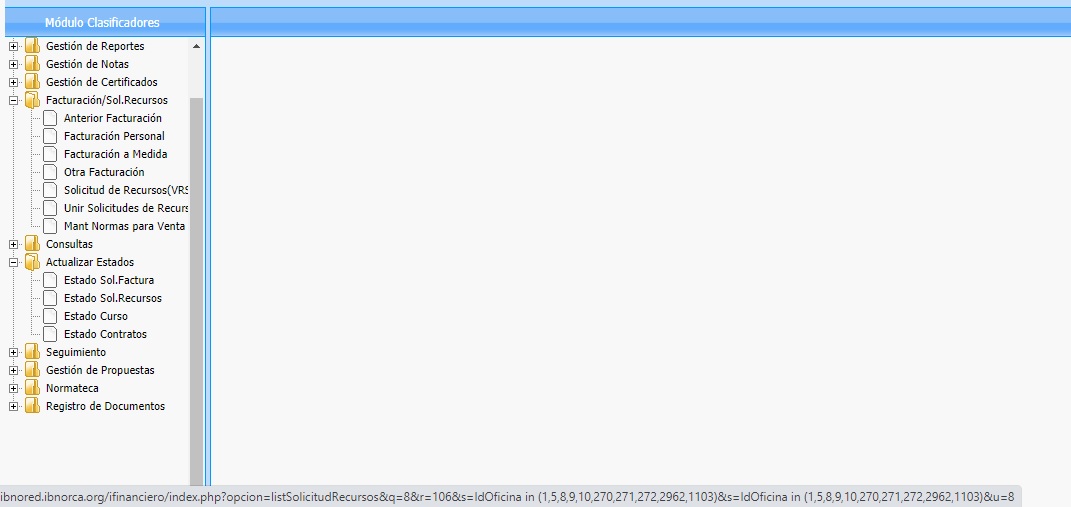 Módulo Clasificadores
Gestión de Reportes
Gestión de Notas
Gestión de Certificados
Facturación/Sol.Recursos
Anterior Facturación
Facturación Personal
Facturación a Medida
Otra Facturación
Solicitud de Recursos(VRS
Unir Solicitudes de Recurs
Mant Normas para Venta
Consultas
Actualizar Estados
Estado Sol.Factura
Estado Sol.Recursos
Estado Curso
Estado Contratos
Seguimiento
Gestión de Propuestas
Normateca
Registro de Documentos
ibnored.ibnorca.org/ifinanciero/index.php?opcion=listSolicitudRecursos&q=8&r=106&s=IdOficina in (1,5,8,9,10,270,271,272,2962,1103)&s=IdOficina in (1,5,8,9,10,270,271,272,2962,1103)&u=8